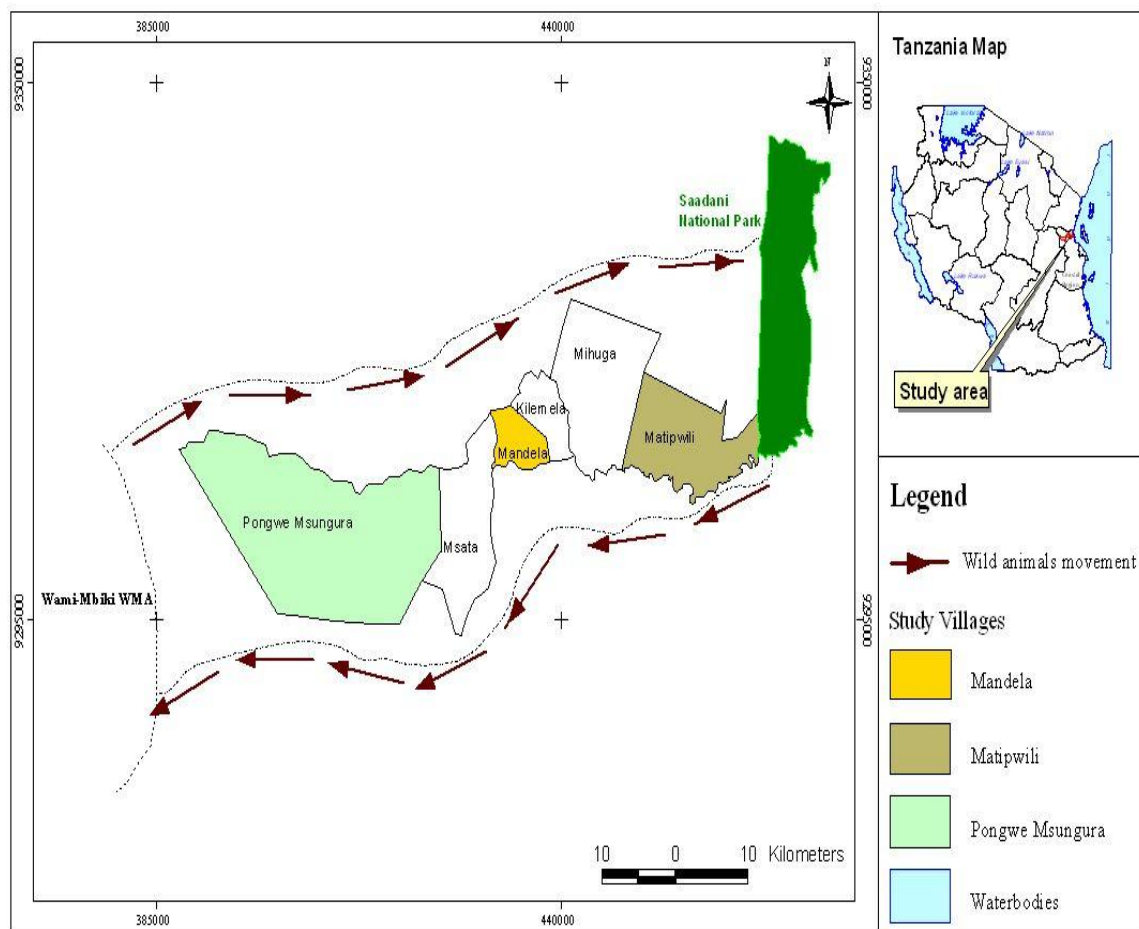 385000
440000
9350000
9350000
N
Saadani
National Park
Mihuga
Kilemela
Mandela
Matipwili
Pongwe Msungura
Msata
Wami-Mbiki WMA
9295000
9295000
10 0 10 Kilometers
385000
440000
Tanzania Map
Study area
Legend
Wild animals movement
Study Villages
Mandela
Matipwili
Pongwe Msungura
Waterbodies